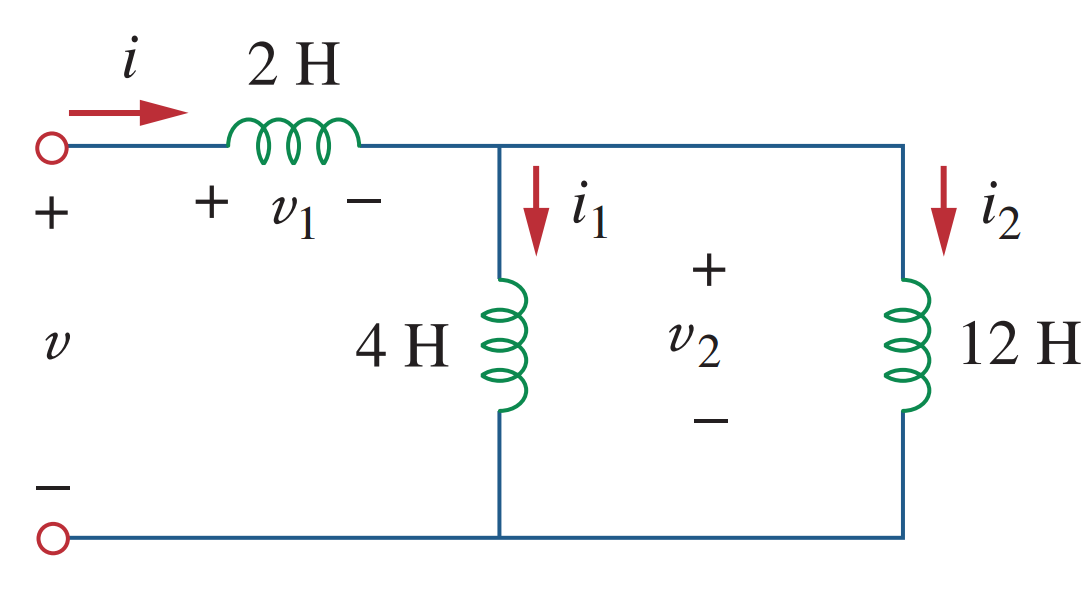 i
2 H
+ v₁ −
i₁
i₂
+
v
−
4 H
+
v₂
−
12 H